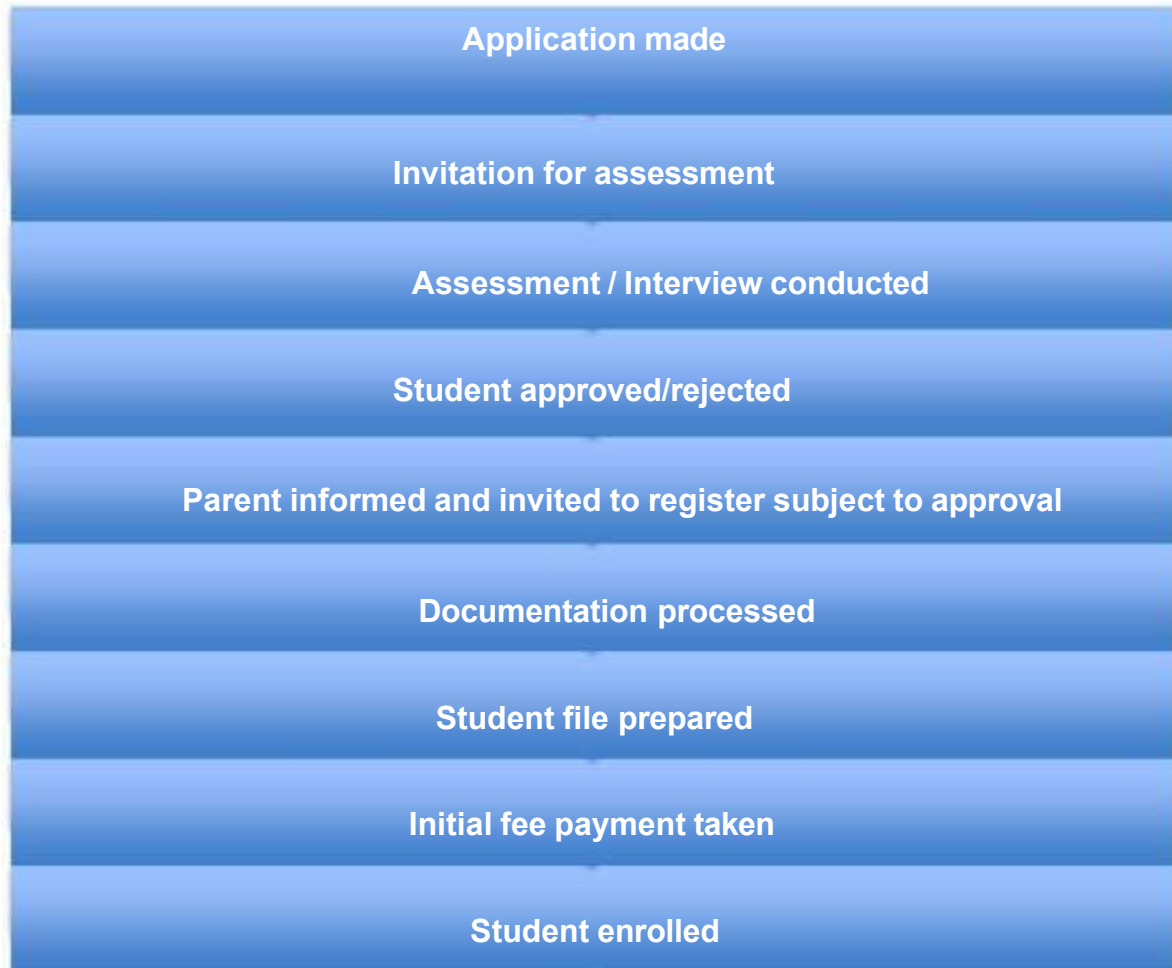 Application made
Invitation for assessment
Assessment / Interview conducted
Student approved/rejected
Parent informed and invited to register subject to approval
Documentation processed
Student file prepared
Initial fee payment taken
Student enrolled